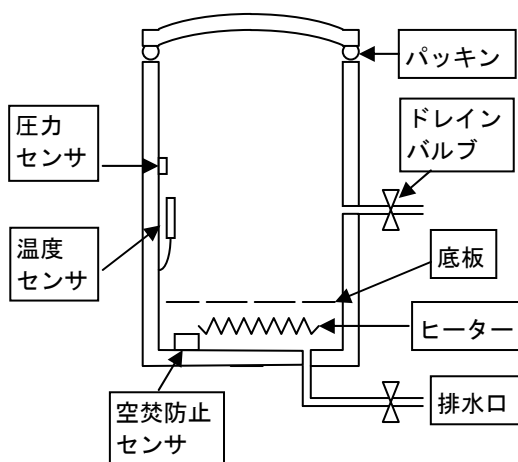 パッキン
圧力
センサ
ドレイン
バルブ
温度
センサ
底板
ヒーター
空焚防止
センサ
排水口